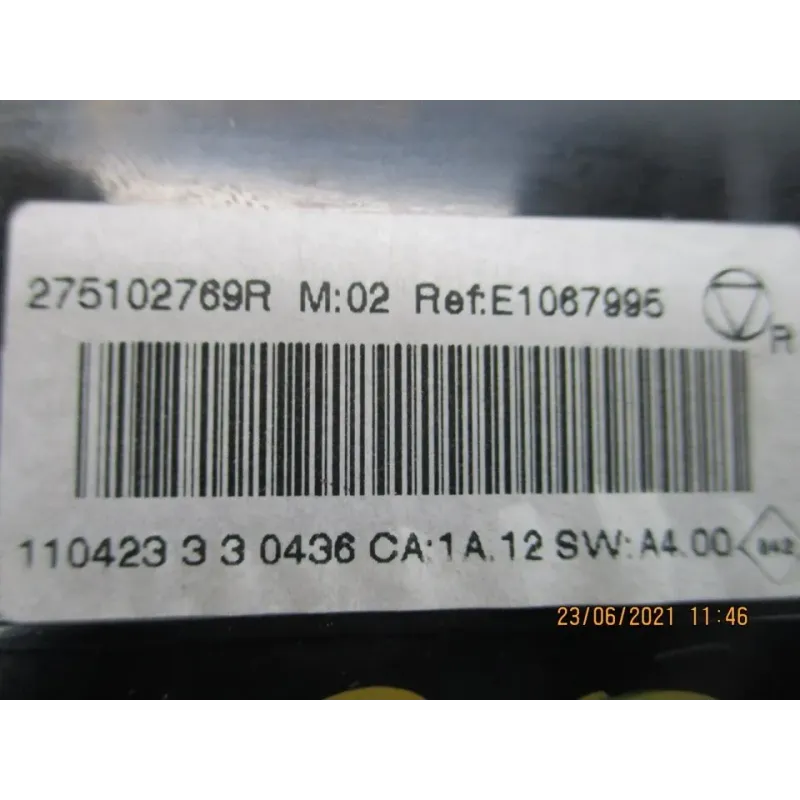 275102769R M:02 Ref:E1067995
R
110423 3 3 0436 CA:1A.12 SW:A4.00
842
23/06/2021 11:46